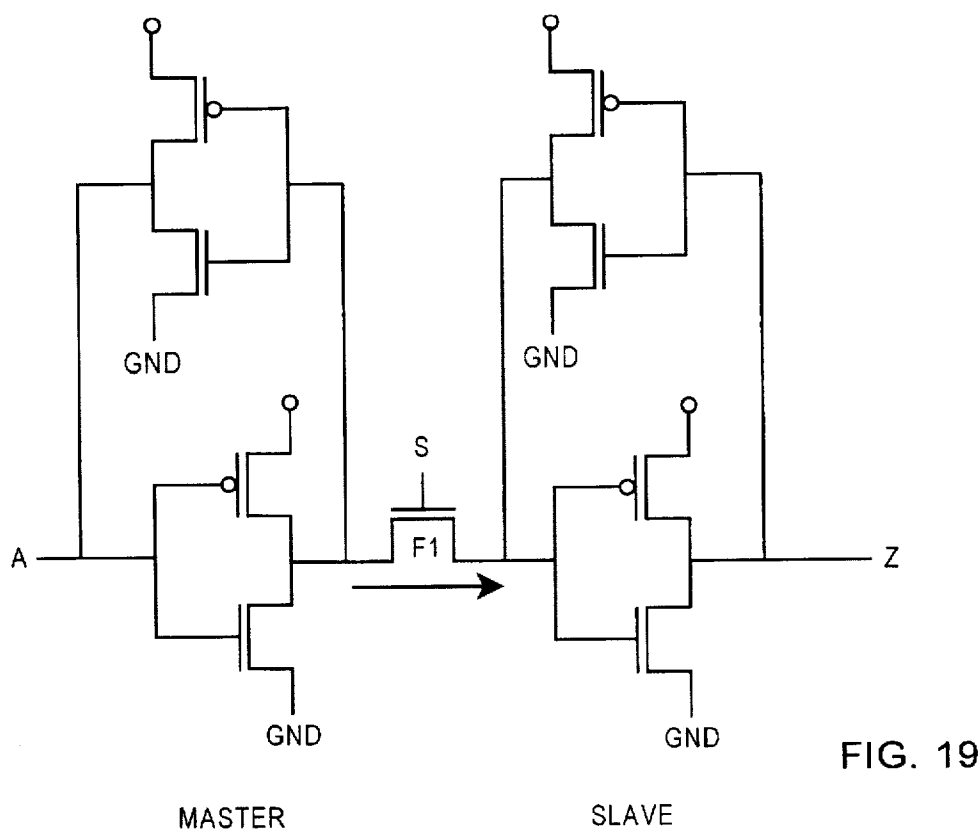 GND
GND
S
A
F1
Z
GND
GND
FIG. 19
MASTER
SLAVE